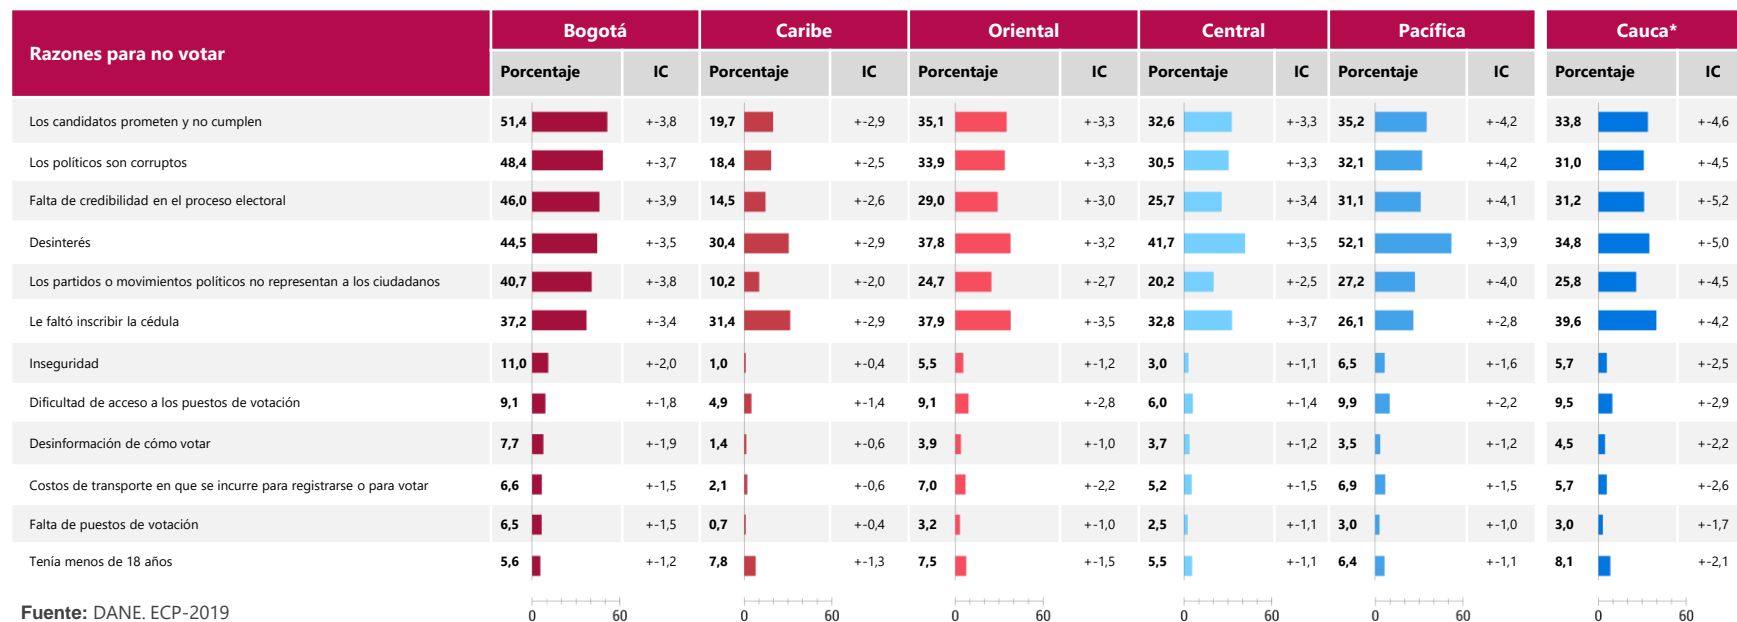 Razones para no votar Bogotá Caribe Oriental Central Pacífica Cauca*
Porcentaje IC Porcentaje IC Porcentaje IC Porcentaje IC Porcentaje IC Porcentaje IC
Los candidatos prometen y no cumplen 51,4 +-3,8 19,7 +-2,9 35,1 +-3,3 32,6 +-3,3 35,2 +-4,2 33,8 +-4,6
Los políticos son corruptos 48,4 +-3,7 18,4 +-2,5 33,9 +-3,3 30,5 +-3,3 32,1 +-4,2 31,0 +-4,5
Falta de credibilidad en el proceso electoral 46,0 +-3,9 14,5 +-2,6 29,0 +-3,0 25,7 +-3,4 31,1 +-4,1 31,2 +-5,2
Desinterés 44,5 +-3,5 30,4 +-2,9 37,8 +-3,2 41,7 +-3,5 52,1 +-3,9 34,8 +-5,0
Los partidos o movimientos políticos no representan a los ciudadanos 40,7 +-3,8 10,2 +-2,0 24,7 +-2,7 20,2 +-2,5 27,2 +-4,0 25,8 +-4,5
Le faltó inscribir la cédula 37,2 +-3,4 31,4 +-2,9 37,9 +-3,5 32,8 +-3,7 26,1 +-2,8 39,6 +-4,2
Inseguridad 11,0 +-2,0 1,0 +-0,4 5,5 +-1,2 3,0 +-1,1 6,5 +-1,6 5,7 +-2,5
Dificultad de acceso a los puestos de votación 9,1 +-1,8 4,9 +-1,4 9,1 +-2,8 6,0 +-1,4 9,9 +-2,2 9,5 +-2,9
Desinformación de cómo votar 7,7 +-1,9 1,4 +-0,6 3,9 +-1,0 3,7 +-1,2 3,5 +-1,2 4,5 +-2,2
Costos de transporte en que se incurre para registrarse o para votar 6,6 +-1,5 2,1 +-0,6 7,0 +-2,2 5,2 +-1,5 6,9 +-1,5 5,7 +-2,6
Falta de puestos de votación 6,5 +-1,5 0,7 +-0,4 3,2 +-1,0 2,5 +-1,1 3,0 +-1,0 3,0 +-1,7
Tenía menos de 18 años 5,6 +-1,2 7,8 +-1,3 7,5 +-1,5 5,5 +-1,1 6,4 +-1,1 8,1 +-2,1
0 60 0 60 0 60 0 60 0 60 0 60
Fuente: DANE. ECP-2019